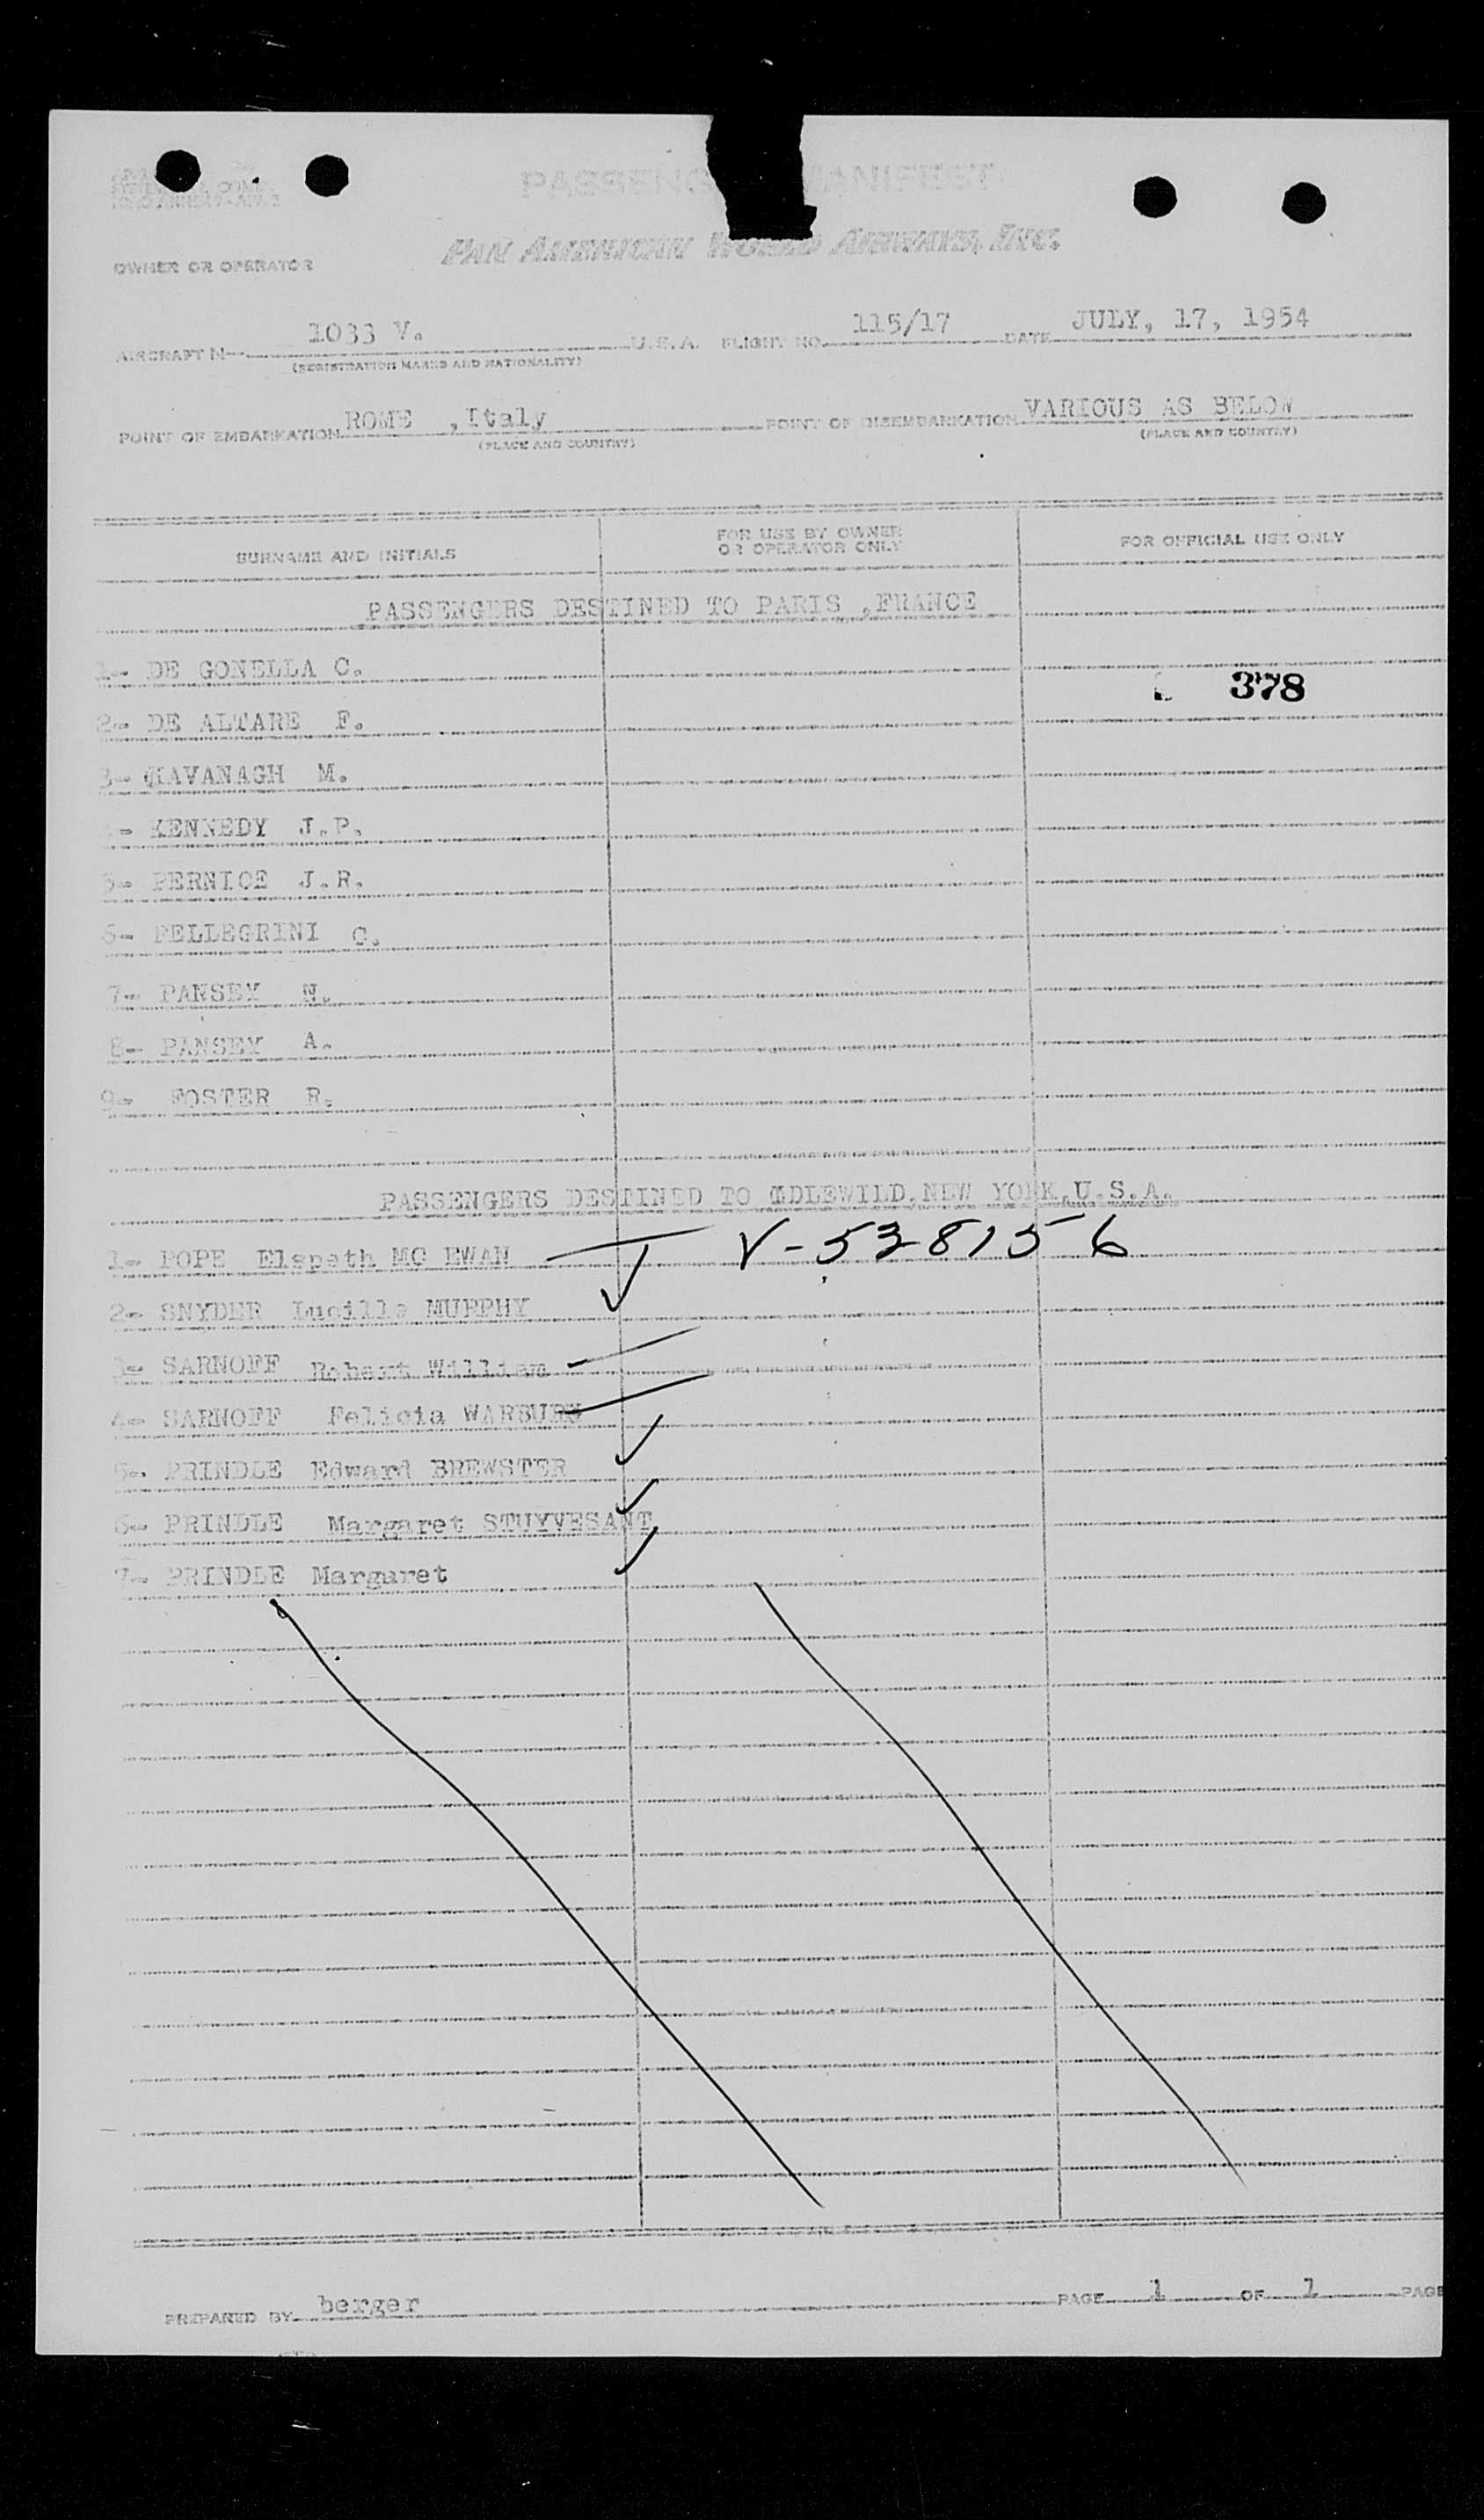 PASSENG MANIFEST
PAN AMERICAN WORLD AIRWAYS, INC.
OWNER OR OPERATOR
AIRCRAFT N- 1033 V. U.S.A. FLIGHT NO. 115/17 DATE JULY, 17, 1954
(REGISTRATION MARKS AND NATIONALITY)
POINT OF EMBARKATION ROME , Italy POINT OF DISEMBARKATION VARIOUS AS BELOW
(PLACE AND COUNTRY) (PLACE AND COUNTRY)
SURNAME AND INITIALS FOR USE BY OWNER OR OPERATOR ONLY FOR OFFICIAL USE ONLY
PASSENGERS DESTINED TO PARIS ,FRANCE
1- DE GONELLA C.
378
2- DE ALTARE F.
3- KAVANAGH M.
- KENNEDY J.P.
5- PERNICE J.R.
6- PELLEGRINI C.
7- PANSEY N.
8- PANSEY A.
9- FOSTER R.
PASSENGERS DESTINED TO IDLEWILD,NEW YORK,U.S.A.
1- POPE Elspeth MC EWAN V-528156
2- SNYDER Lucille MURPHY
3- SARNOFF Robert William
4- SARNOFF Felicia WARBURG
5- PRINDLE Edward BREWSTER
6- PRINDLE Margaret STUYVESANT
7- PRINDLE Margaret
PREPARED BY berger PAGE 1 OF 1 PAGE